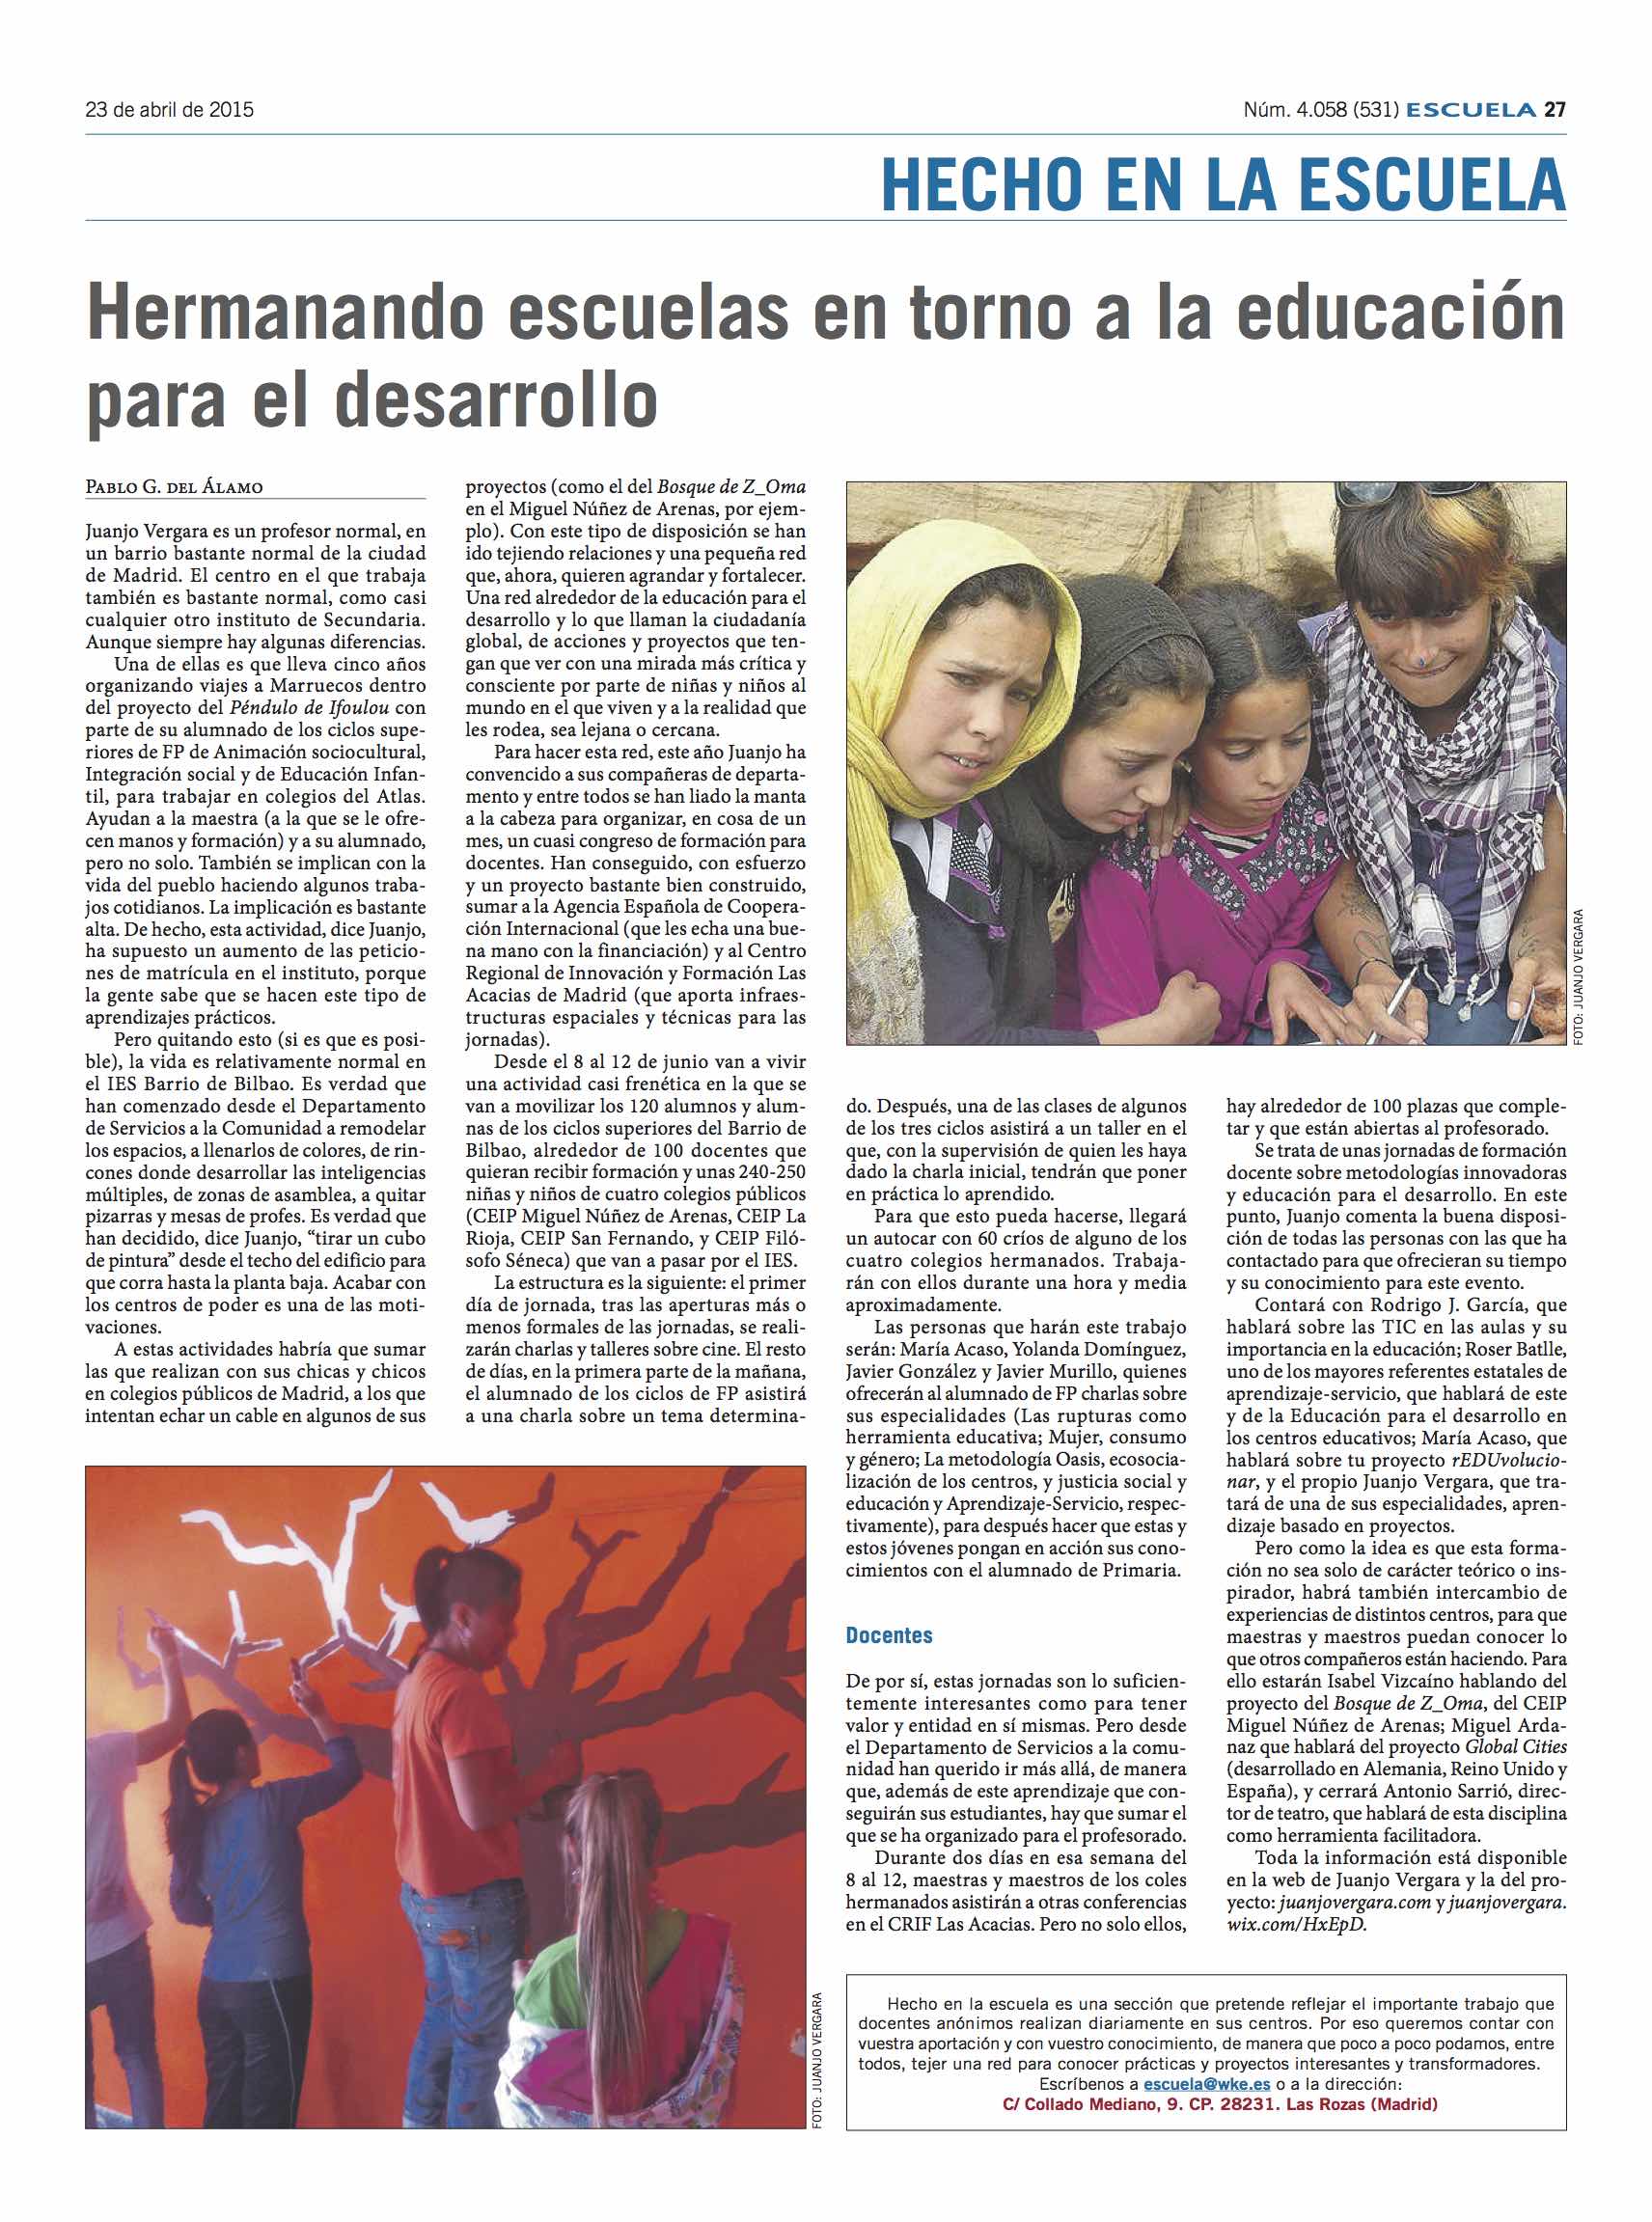 23 de abril de 2015
Núm. 4.058 (531) ESCUELA 27
HECHO EN LA ESCUELA
Hermanando escuelas en torno a la educación
para el desarrollo
PABLO G. DEL ÁLAMO
Juanjo Vergara es un profesor normal, en
un barrio bastante normal de la ciudad
de Madrid. El centro en el que trabaja
también es bastante normal, como casi
cualquier otro instituto de Secundaria.
Aunque siempre hay algunas diferencias.
Una de ellas es que lleva cinco años
organizando viajes a Marruecos dentro
del proyecto del Péndulo de Ifoulou con
parte de su alumnado de los ciclos supe-
riores de FP de Animación sociocultural,
Integración social y de Educación Infan-
til, para trabajar en colegios del Atlas.
Ayudan a la maestra (a la que se le ofre-
cen manos y formación) y a su alumnado,
pero no solo. También se implican con la
vida del pueblo haciendo algunos traba-
jos cotidianos. La implicación es bastante
alta. De hecho, esta actividad, dice Juanjo,
ha supuesto un aumento de las peticio-
nes de matrícula en el instituto, porque
la gente sabe que se hacen este tipo de
aprendizajes prácticos.
Pero quitando esto (si es que es posi-
ble), la vida es relativamente normal en
el IES Barrio de Bilbao. Es verdad que
han comenzado desde el Departamento
de Servicios a la Comunidad a remodelar
los espacios, a llenarlos de colores, de rin-
cones donde desarrollar las inteligencias
múltiples, de zonas de asamblea, a quitar
pizarras y mesas de profes. Es verdad que
han decidido, dice Juanjo, “tirar un cubo
de pintura” desde el techo del edificio para
que corra hasta la planta baja. Acabar con
los centros de poder es una de las moti-
vaciones.
A estas actividades habría que sumar
las que realizan con sus chicas y chicos
en colegios públicos de Madrid, a los que
intentan echar un cable en algunos de sus
proyectos (como el del Bosque de Z_Oma
en el Miguel Núñez de Arenas, por ejem-
plo). Con este tipo de disposición se han
ido tejiendo relaciones y una pequeña red
que, ahora, quieren agrandar y fortalecer.
Una red alrededor de la educación para el
desarrollo y lo que llaman la ciudadanía
global, de acciones y proyectos que ten-
gan que ver con una mirada más crítica y
consciente por parte de niñas y niños al
mundo en el que viven y a la realidad que
les rodea, sea lejana o cercana.
Para hacer esta red, este año Juanjo ha
convencido a sus compañeras de departa-
mento y entre todos se han liado la manta
a la cabeza para organizar, en cosa de un
mes, un cuasi congreso de formación para
docentes. Han conseguido, con esfuerzo
y un proyecto bastante bien construido,
sumar a la Agencia Española de Coopera-
ción Internacional (que les echa una bue-
na mano con la financiación) y al Centro
Regional de Innovación y Formación Las
Acacias de Madrid (que aporta infraes-
tructuras espaciales y técnicas para las
jornadas).
Desde el 8 al 12 de junio van a vivir
una actividad casi frenética en la que se
van a movilizar los 120 alumnos y alum-
nas de los ciclos superiores del Barrio de
Bilbao, alrededor de 100 docentes que
quieran recibir formación y unas 240-250
niñas y niños de cuatro colegios públicos
(CEIP Miguel Núñez de Arenas, CEIP La
Rioja, CEIP San Fernando, y CEIP Filó-
sofo Séneca) que van a pasar por el IES.
La estructura es la siguiente: el primer
día de jornada, tras las aperturas más o
menos formales de las jornadas, se reali-
zarán charlas y talleres sobre cine. El resto
de días, en la primera parte de la mañana,
el alumnado de los ciclos de FP asistirá
a una charla sobre un tema determina-
FOTO: JUANJO VERGARA
do. Después, una de las clases de algunos
de los tres ciclos asistirá a un taller en el
que, con la supervisión de quien les haya
dado la charla inicial, tendrán que poner
en práctica lo aprendido.
Para que esto pueda hacerse, llegará
un autocar con 60 críos de alguno de los
cuatro colegios hermanados. Trabaja-
rán con ellos durante una hora y media
aproximadamente.
Las personas que harán este trabajo
serán: María Acaso, Yolanda Domínguez,
Javier González y Javier Murillo, quienes
ofrecerán al alumnado de FP charlas sobre
sus especialidades (Las rupturas como
herramienta educativa; Mujer, consumo
y género; La metodología Oasis, ecosocia-
lización de los centros, y justicia social y
educación y Aprendizaje-Servicio, respec-
tivamente), para después hacer que estas y
estos jóvenes pongan en acción sus cono-
cimientos con el alumnado de Primaria.
Docentes
De por sí, estas jornadas son lo suficien-
temente interesantes como para tener
valor y entidad en sí mismas. Pero desde
el Departamento de Servicios a la comu-
nidad han querido ir más allá, de manera
que, además de este aprendizaje que con-
seguirán sus estudiantes, hay que sumar el
que se ha organizado para el profesorado.
Durante dos días en esa semana del
8 al 12, maestras y maestros de los coles
hermanados asistirán a otras conferencias
en el CRIF Las Acacias. Pero no solo ellos,
hay alrededor de 100 plazas que comple-
tar y que están abiertas al profesorado.
Se trata de unas jornadas de formación
docente sobre metodologías innovadoras
y educación para el desarrollo. En este
punto, Juanjo comenta la buena disposi-
ción de todas las personas con las que ha
contactado para que ofrecieran su tiempo
y su conocimiento para este evento.
Contará con Rodrigo J. García, que
hablará sobre las TIC en las aulas y su
importancia en la educación; Roser Batlle,
uno de los mayores referentes estatales de
aprendizaje-servicio, que hablará de este
y de la Educación para el desarrollo en
los centros educativos; María Acaso, que
hablará sobre tu proyecto rEDUvolucio-
nar, y el propio Juanjo Vergara, que tra-
tará de una de sus especialidades, apren-
dizaje basado en proyectos.
Pero como la idea es que esta forma-
ción no sea solo de carácter teórico o ins-
pirador, habrá también intercambio de
experiencias de distintos centros, para que
maestras y maestros puedan conocer lo
que otros compañeros están haciendo. Para
ello estarán Isabel Vizcaíno hablando del
proyecto del Bosque de Z_Oma, del CEIP
Miguel Núñez de Arenas; Miguel Arda-
naz que hablará del proyecto Global Cities
(desarrollado en Alemania, Reino Unido y
España), y cerrará Antonio Sarrió, direc-
tor de teatro, que hablará de esta disciplina
como herramienta facilitadora.
Toda la información está disponible
en la web de Juanjo Vergara y la del pro-
yecto: juanjovergara.com y juanjovergara.
wix.com/HxEpD.
FOTO: JUANJO VERGARA
Hecho en la escuela es una sección que pretende reflejar el importante trabajo que
docentes anónimos realizan diariamente en sus centros. Por eso queremos contar con
vuestra aportación y con vuestro conocimiento, de manera que poco a poco podamos, entre
todos, tejer una red para conocer prácticas y proyectos interesantes y transformadores.
Escríbenos a escuela@wke.es o a la dirección:
C/ Collado Mediano, 9. CP. 28231. Las Rozas (Madrid)